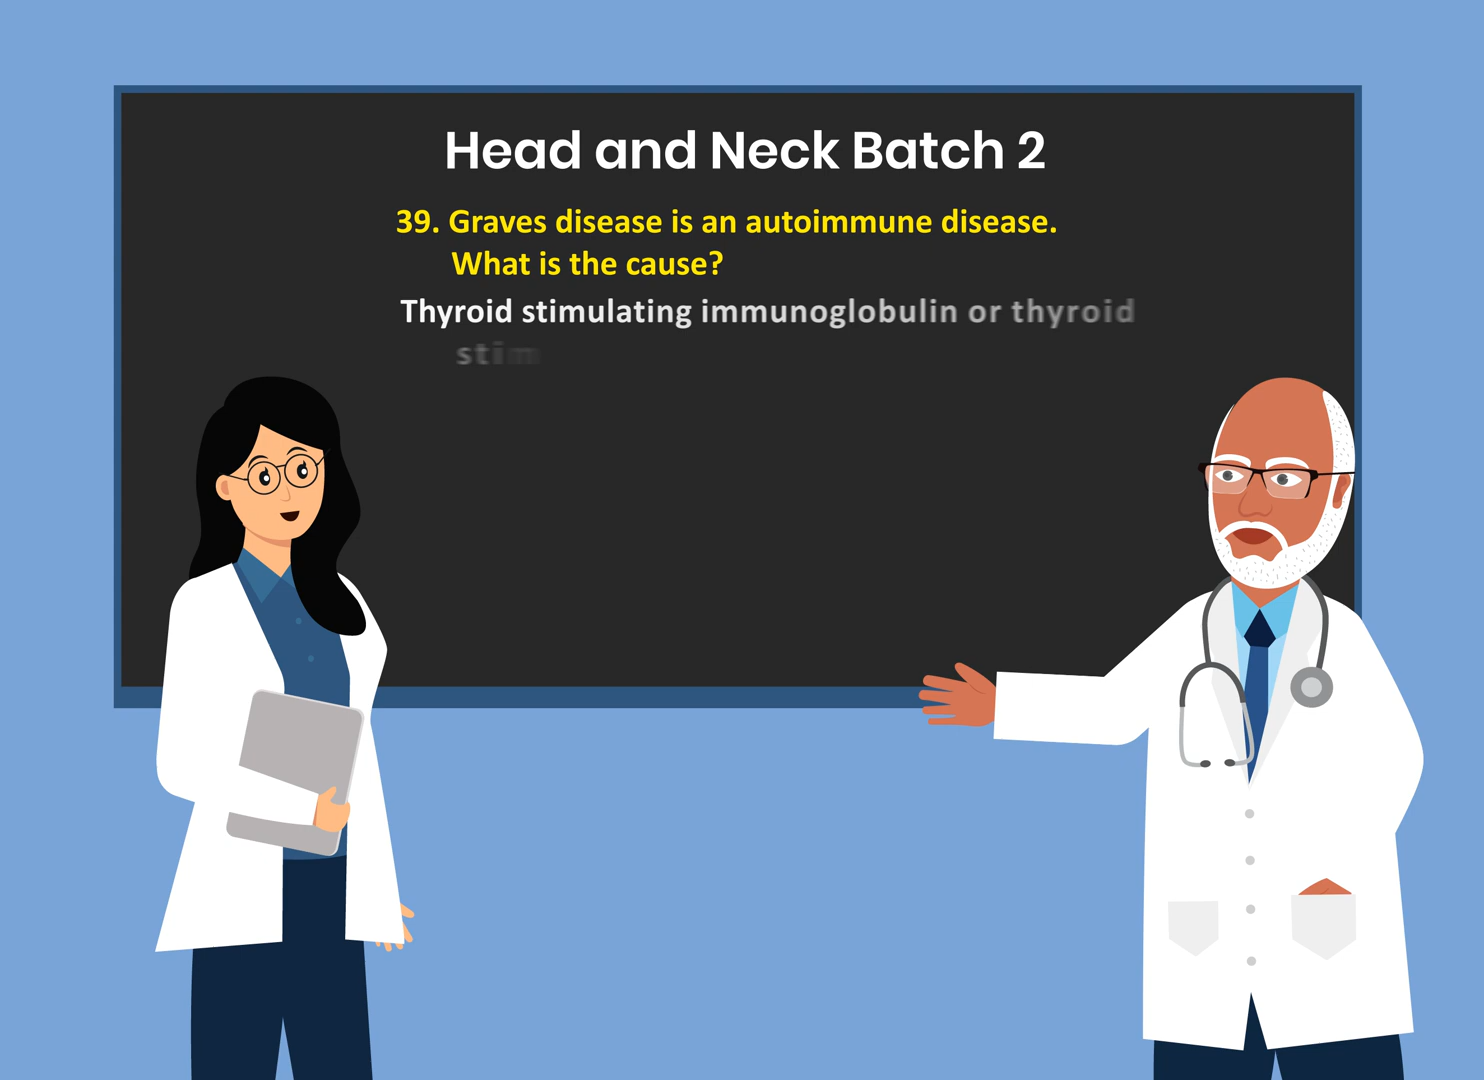 Head and Neck Batch 2
39. Graves disease is an autoimmune disease.
What is the cause?
Thyroid stimulating immunoglobulin or thyroid
stim